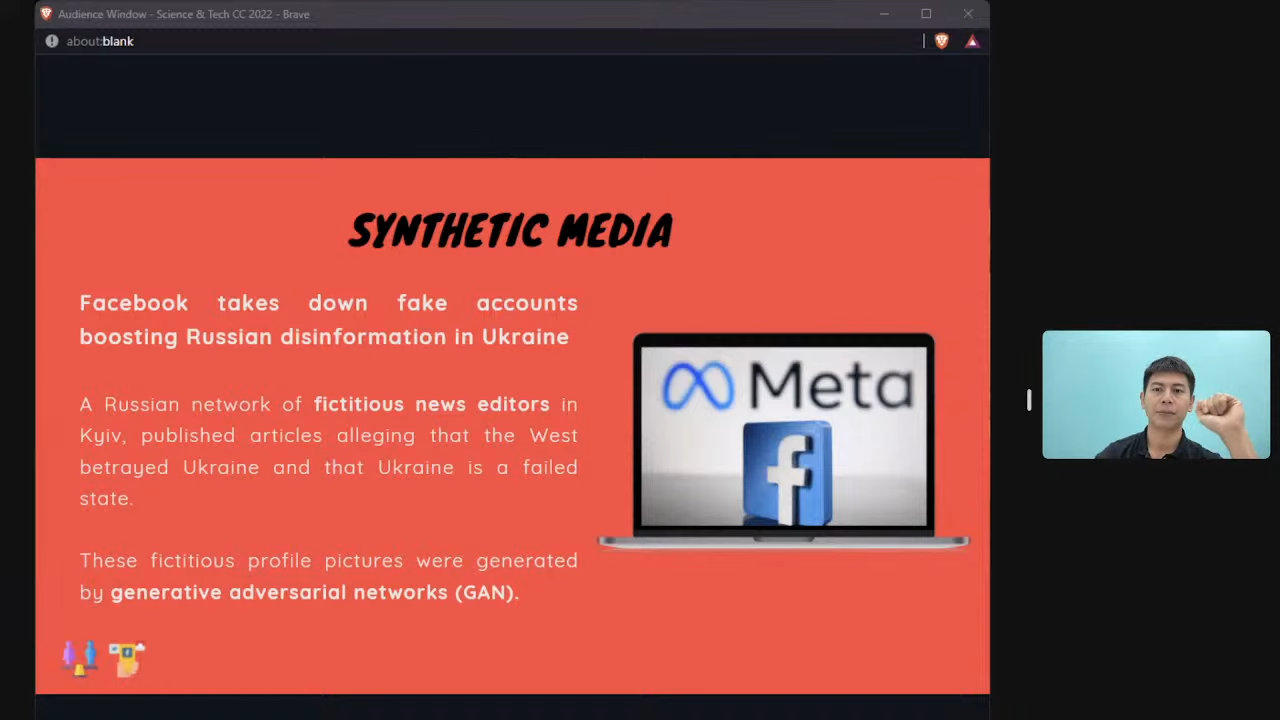 Audience Window - Science & Tech CC 2022 - Brave
about:blank
SYNTHETIC MEDIA
Facebook takes down fake accounts
boosting Russian disinformation in Ukraine
A Russian network of fictitious news editors in
Kyiv, published articles alleging that the West
betrayed Ukraine and that Ukraine is a failed
state.
These fictitious profile pictures were generated
by generative adversarial networks (GAN).
Meta
f